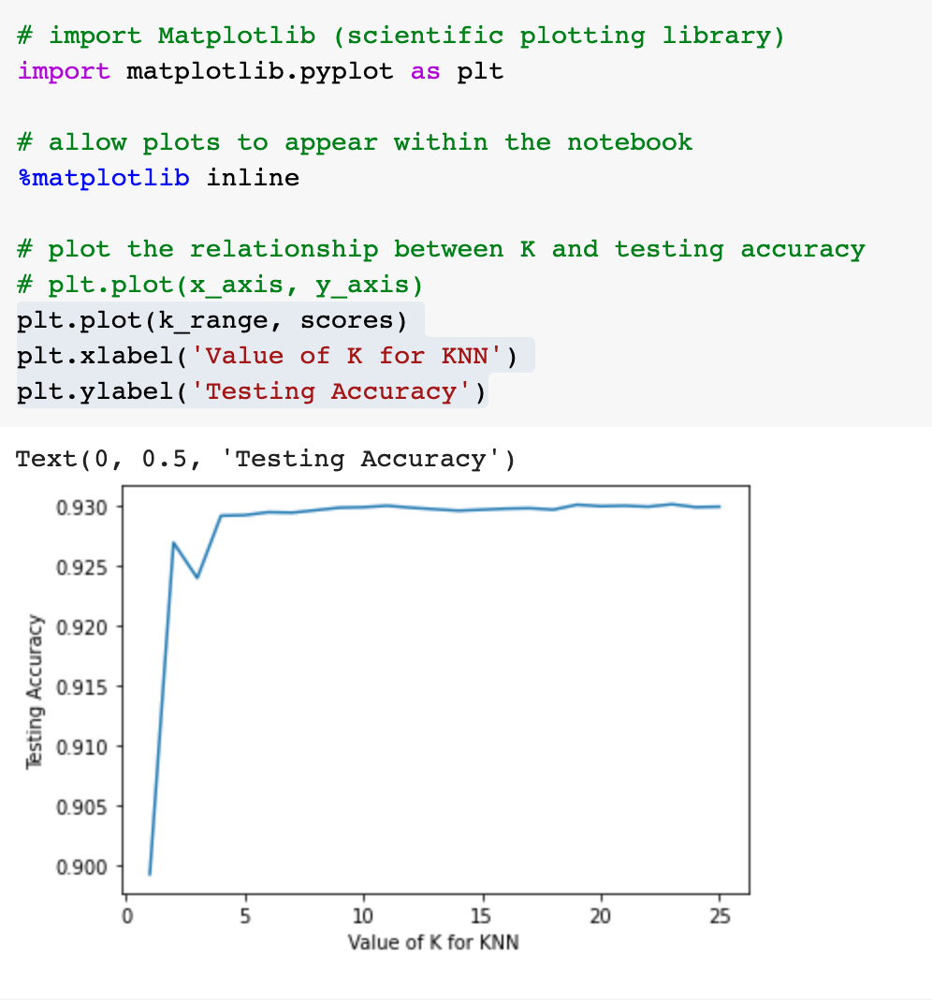 # import Matplotlib (scientific plotting library)
import matplotlib.pyplot as plt
# allow plots to appear within the notebook
%matplotlib inline
# plot the relationship between K and testing accuracy
# plt.plot(x_axis, y_axis)
plt.plot(k_range, scores)
plt.xlabel('Value of K for KNN')
plt.ylabel('Testing Accuracy')
Text(0, 0.5, 'Testing Accuracy')
0.930
0.925
0.920
0.915
0.910
0.905
0.900
Testing Accuracy
0 5 10 15 20 25
Value of K for KNN